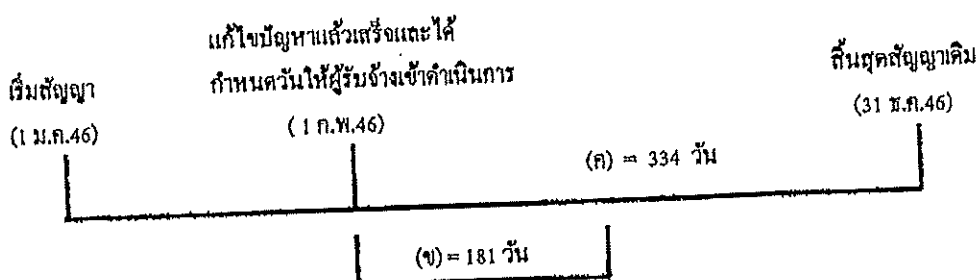 แก้ไขปัญหาแล้วเสร็จและได้
กำหนดวันให้ผู้รับจ้างเข้าดำเนินการ
( 1 ก.พ.46)
เริ่มสัญญา
(1 ม.ค.46)
สิ้นสุดสัญญาเดิม
(31 ธ.ค.46)
(ค) = 334 วัน
(ข) = 181 วัน